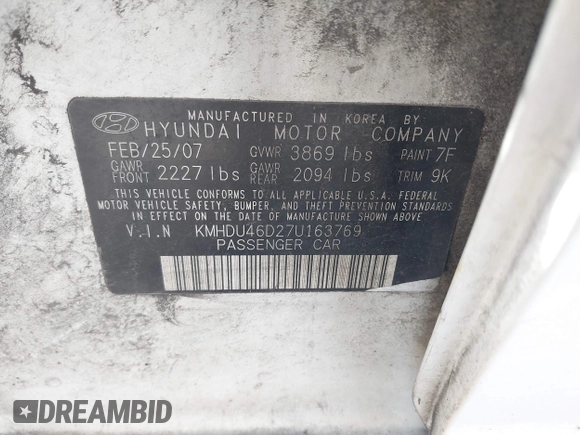 MANUFACTURED IN KOREA BY
HYUNDAI MOTOR COMPANY
FEB/25/07 GVWR 3869 lbs PAINT 7F
GAWR FRONT 2227 lbs GAWR REAR 2094 lbs TRIM 9K
THIS VEHICLE CONFORMS TO ALL APPLICABLE U.S.A. FEDERAL
MOTOR VEHICLE SAFETY, BUMPER, AND THEFT PREVENTION STANDARDS
IN EFFECT ON THE DATE OF MANUFACTURE SHOWN ABOVE.
V.I.N KMHDU46D27U163769
PASSENGER CAR
DREAMBID